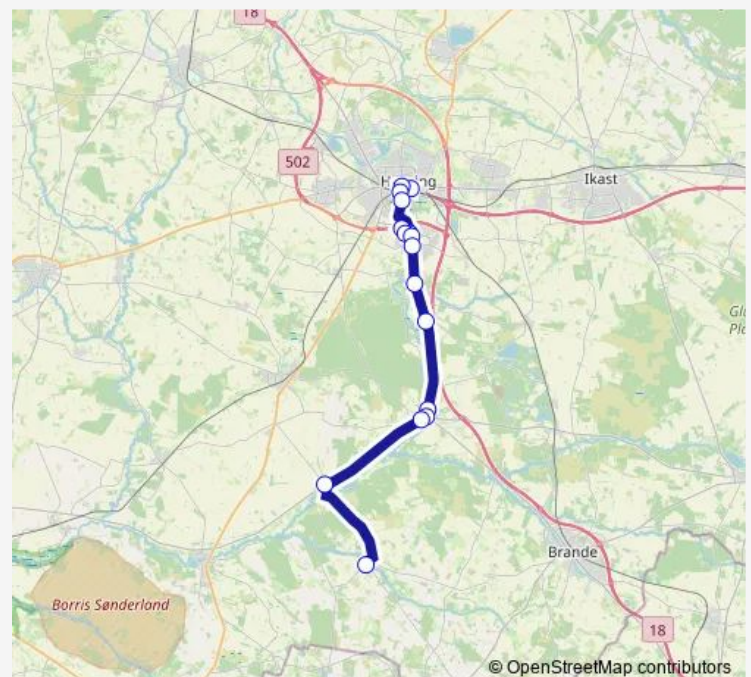 18
502
Ikast
Brande
Borris Sønderland
18
© OpenStreetMap contributors